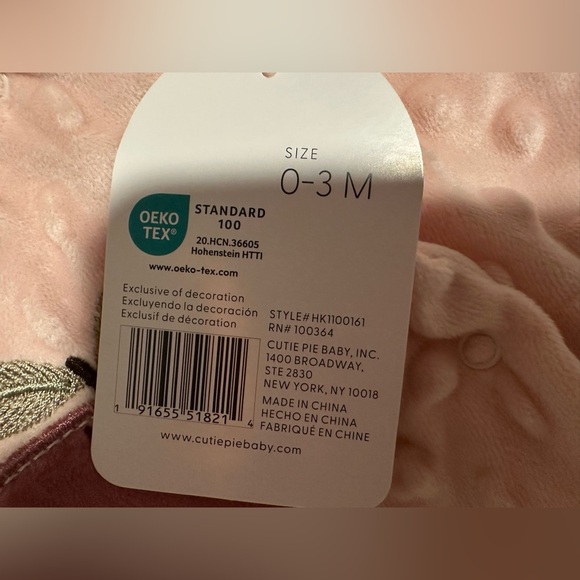 SIZE
0-3 M
OEKO
TEX®
STANDARD
100
20.HCN.36605
Hohenstein HTTI
www.oeko-tex.com
Exclusive of decoration
Excluyendo la decoración
Exclusif de décoration
STYLE# HK1100161
RN# 100364
CUTIE PIE BABY, INC.
1400 BROADWAY,
STE 2830
NEW YORK, NY 10018
MADE IN CHINA
HECHO EN CHINA
FABRIQUÉ EN CHINE
1 91655 51821 4
www.cutiepiebaby.com